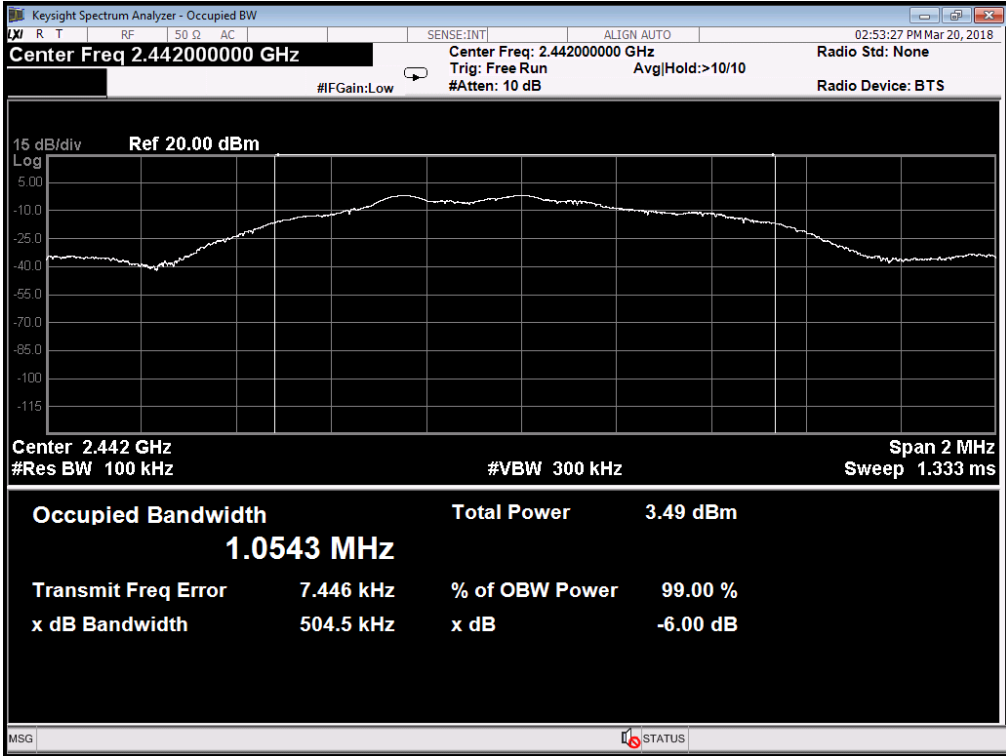 Keysight Spectrum Analyzer - Occupied BW
LXI R T RF 50 Ω AC SENSE:INT ALIGN AUTO 02:53:27 PM Mar 20, 2018
Center Freq 2.442000000 GHz Center Freq: 2.442000000 GHz Radio Std: None
Trig: Free Run Avg|Hold:>10/10
#IFGain:Low #Atten: 10 dB Radio Device: BTS
15 dB/div Ref 20.00 dBm
Log
5.00
-10.0
-25.0
-40.0
-55.0
-70.0
-85.0
-100
-115
Center 2.442 GHz Span 2 MHz
#Res BW 100 kHz #VBW 300 kHz Sweep 1.333 ms
Occupied Bandwidth Total Power 3.49 dBm
1.0543 MHz
Transmit Freq Error 7.446 kHz % of OBW Power 99.00 %
x dB Bandwidth 504.5 kHz x dB -6.00 dB
MSG STATUS